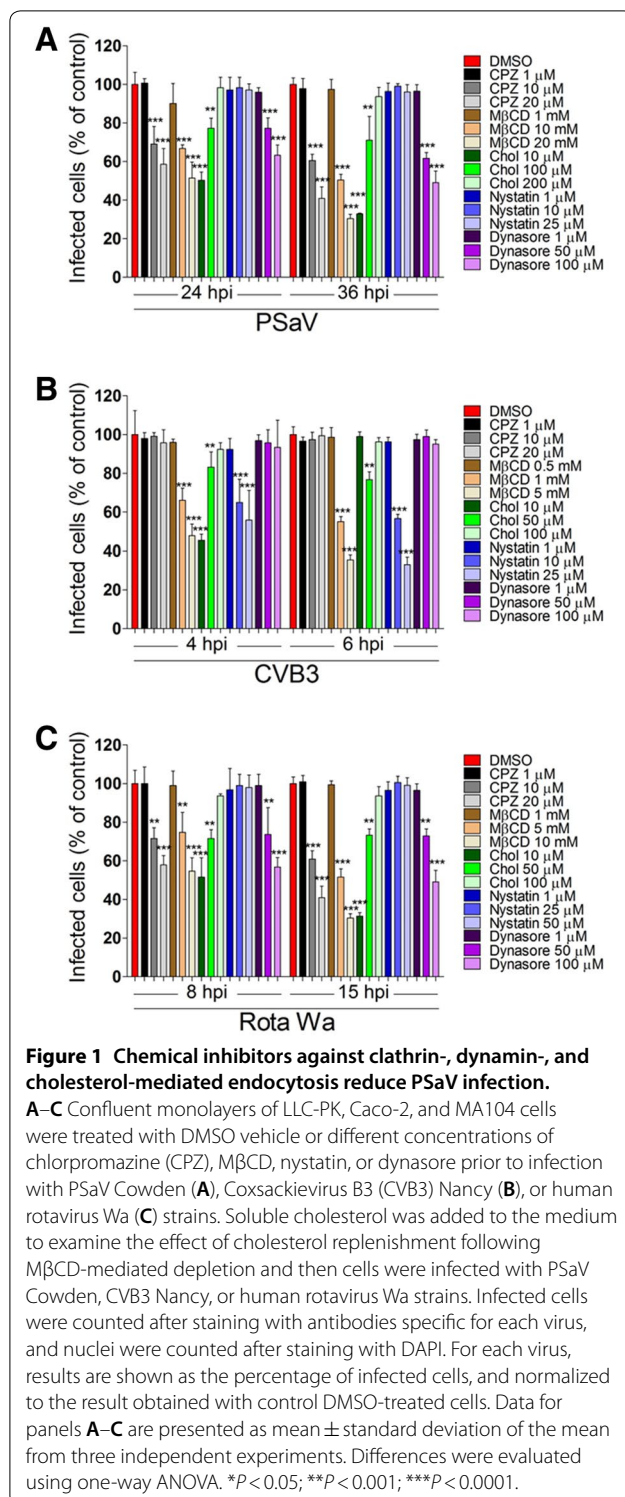 A
Infected cells (% of control)
120
100
80
60
40
20
0
***
***
***
***
***
**
***
***
***
***
***
***
***
**
***
***
24 hpi
36 hpi
PSaV
DMSO
CPZ 1 μM
CPZ 10 μM
CPZ 20 μM
MβCD 1 mM
MβCD 10 mM
MβCD 20 mM
Chol 10 μM
Chol 100 μM
Chol 200 μM
Nystatin 1 μM
Nystatin 10 μM
Nystatin 25 μM
Dynasore 1 μM
Dynasore 50 μM
Dynasore 100 μM
B
Infected cells (% of control)
120
100
80
60
40
20
0
***
***
***
**
***
***
***
***
**
***
***
4 hpi
6 hpi
CVB3
DMSO
CPZ 1 μM
CPZ 10 μM
CPZ 20 μM
MβCD 0.5 mM
MβCD 1 mM
MβCD 5 mM
Chol 10 μM
Chol 50 μM
Chol 100 μM
Nystatin 1 μM
Nystatin 10 μM
Nystatin 25 μM
Dynasore 1 μM
Dynasore 50 μM
Dynasore 100 μM
C
Infected cells (% of control)
120
100
80
60
40
20
0
**
***
**
***
***
**
**
***
***
***
***
***
***
**
**
***
8 hpi
15 hpi
Rota Wa
DMSO
CPZ 1 μM
CPZ 10 μM
CPZ 20 μM
MβCD 1 mM
MβCD 5 mM
MβCD 10 mM
Chol 10 μM
Chol 50 μM
Chol 100 μM
Nystatin 1 μM
Nystatin 25 μM
Nystatin 50 μM
Dynasore 1 μM
Dynasore 50 μM
Dynasore 100 μM
Figure 1 Chemical inhibitors against clathrin-, dynamin-, and
cholesterol-mediated endocytosis reduce PSaV infection.
A–C Confluent monolayers of LLC-PK, Caco-2, and MA104 cells
were treated with DMSO vehicle or different concentrations of
chlorpromazine (CPZ), MβCD, nystatin, or dynasore prior to infection
with PSaV Cowden (A), Coxsackievirus B3 (CVB3) Nancy (B), or human
rotavirus Wa (C) strains. Soluble cholesterol was added to the medium
to examine the effect of cholesterol replenishment following
MβCD-mediated depletion and then cells were infected with PSaV
Cowden, CVB3 Nancy, or human rotavirus Wa strains. Infected cells
were counted after staining with antibodies specific for each virus,
and nuclei were counted after staining with DAPI. For each virus,
results are shown as the percentage of infected cells, and normalized
to the result obtained with control DMSO-treated cells. Data for
panels A–C are presented as mean ± standard deviation of the mean
from three independent experiments. Differences were evaluated
using one-way ANOVA. *P < 0.05; **P < 0.001; ***P < 0.0001.